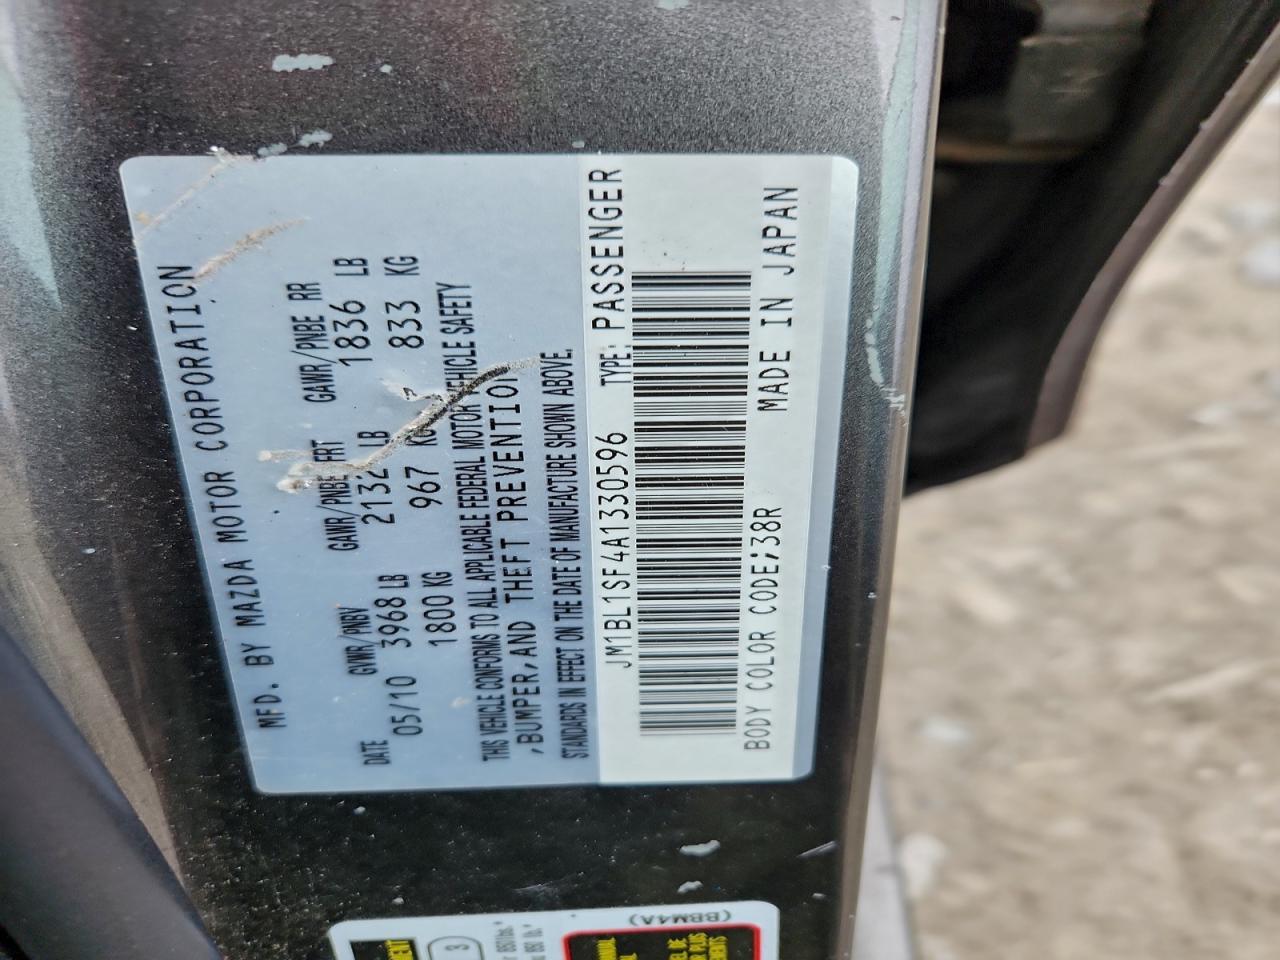 MFD. BY MAZDA MOTOR CORPORATION
DATE GVWR/PNBV GAWR/PNBE FRT GAWR/PNBE RR
05/10 3968 LB 2132 LB 1836 LB
1800 KG 967 KG 833 KG
THIS VEHICLE CONFORMS TO ALL APPLICABLE FEDERAL MOTOR VEHICLE SAFETY
,BUMPER,AND THEFT PREVENTION
STANDARDS IN EFFECT ON THE DATE OF MANUFACTURE SHOWN ABOVE.
JM1BL1SF4A1330596 TYPE: PASSENGER
BODY COLOR CODE;38R MADE IN JAPAN
(BBM4A)
3